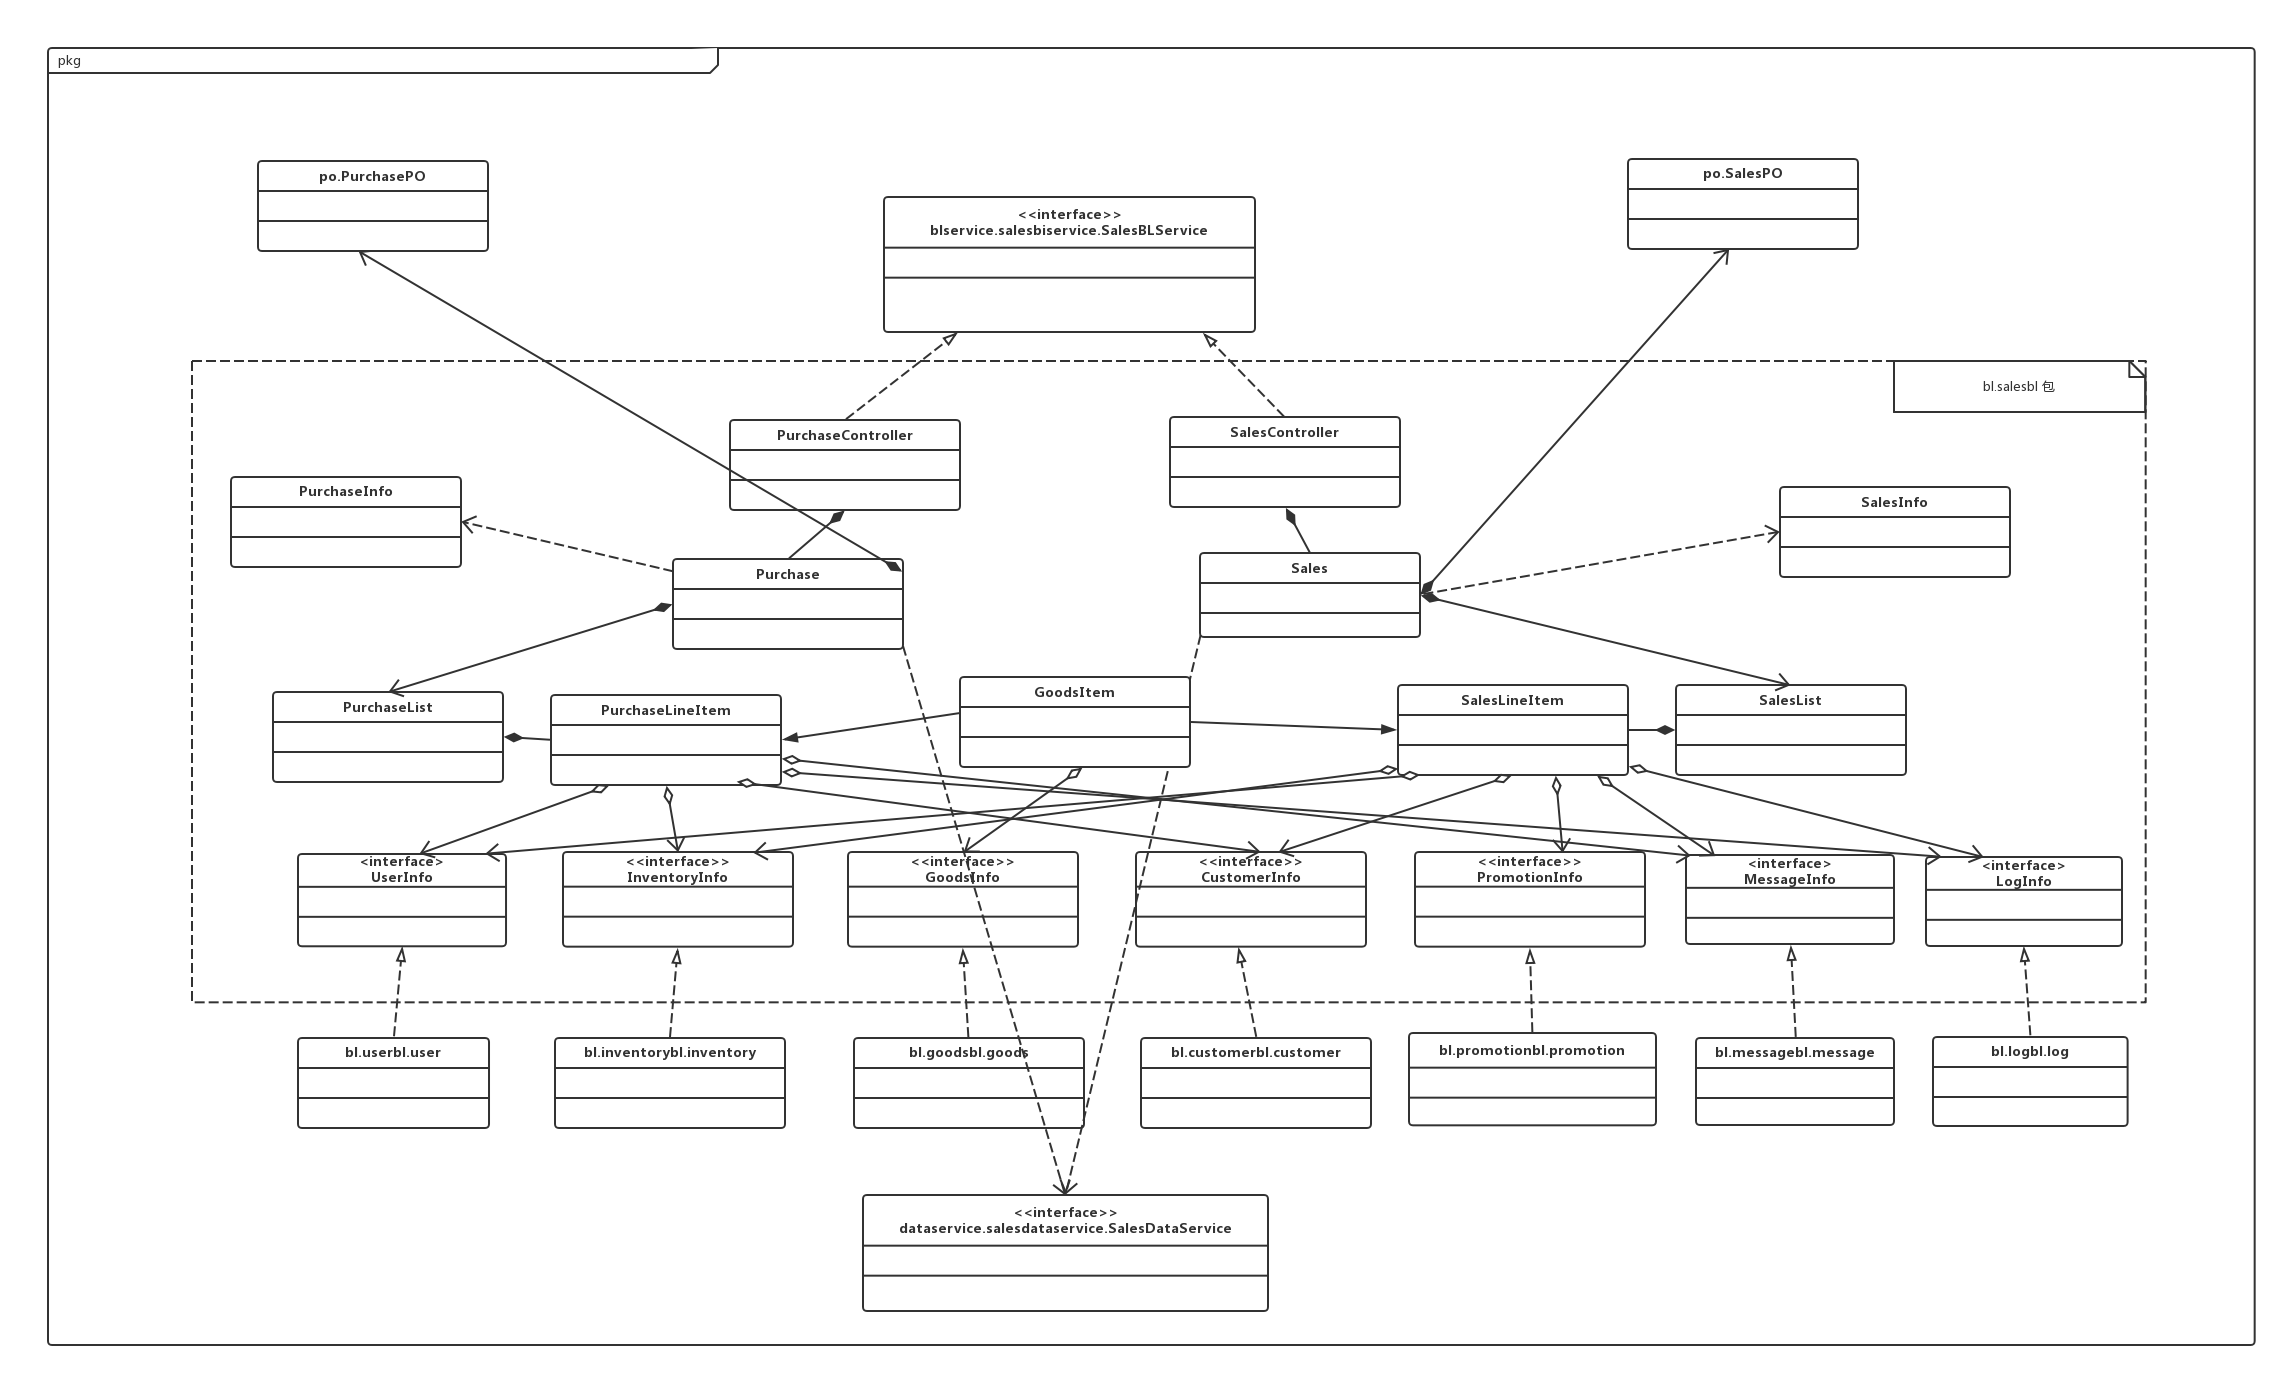 pkg
po.PurchasePO
po.SalesPO
<<interface>>
blservice.salesbiservice.SalesBLService
bl.salesbl 包
PurchaseController
SalesController
PurchaseInfo
SalesInfo
Purchase
Sales
PurchaseList
PurchaseLineItem
GoodsItem
SalesLineItem
SalesList
<interface>
UserInfo
<<interface>>
InventoryInfo
<<interface>>
GoodsInfo
<<interface>>
CustomerInfo
<<interface>>
PromotionInfo
<interface>
MessageInfo
<interface>
LogInfo
bl.userbl.user
bl.inventorybl.inventory
bl.goodsbl.goods
bl.customerbl.customer
bl.promotionbl.promotion
bl.messagebl.message
bl.logbl.log
<<interface>>
dataservice.salesdataservice.SalesDataService